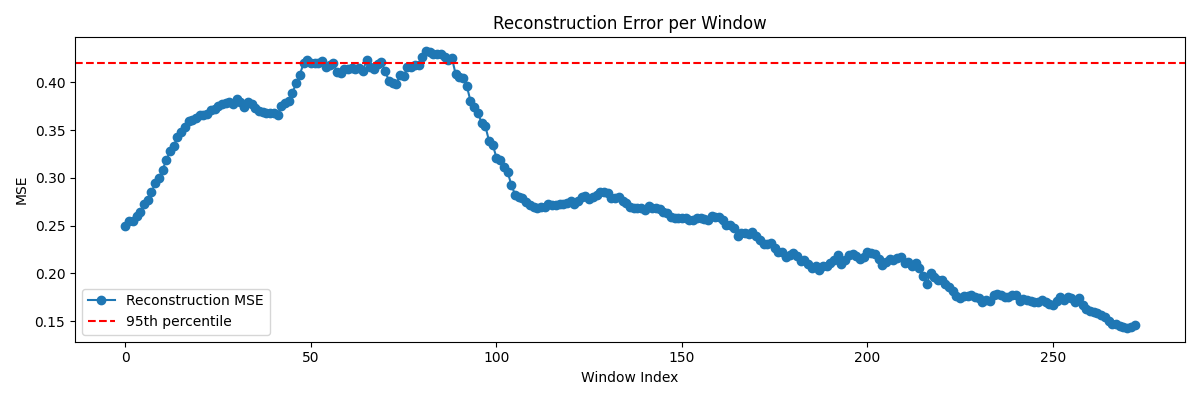 Reconstruction Error per Window
MSE
0.40
0.35
0.30
0.25
0.20
0.15
Reconstruction MSE
95th percentile
0 50 100 150 200 250
Window Index